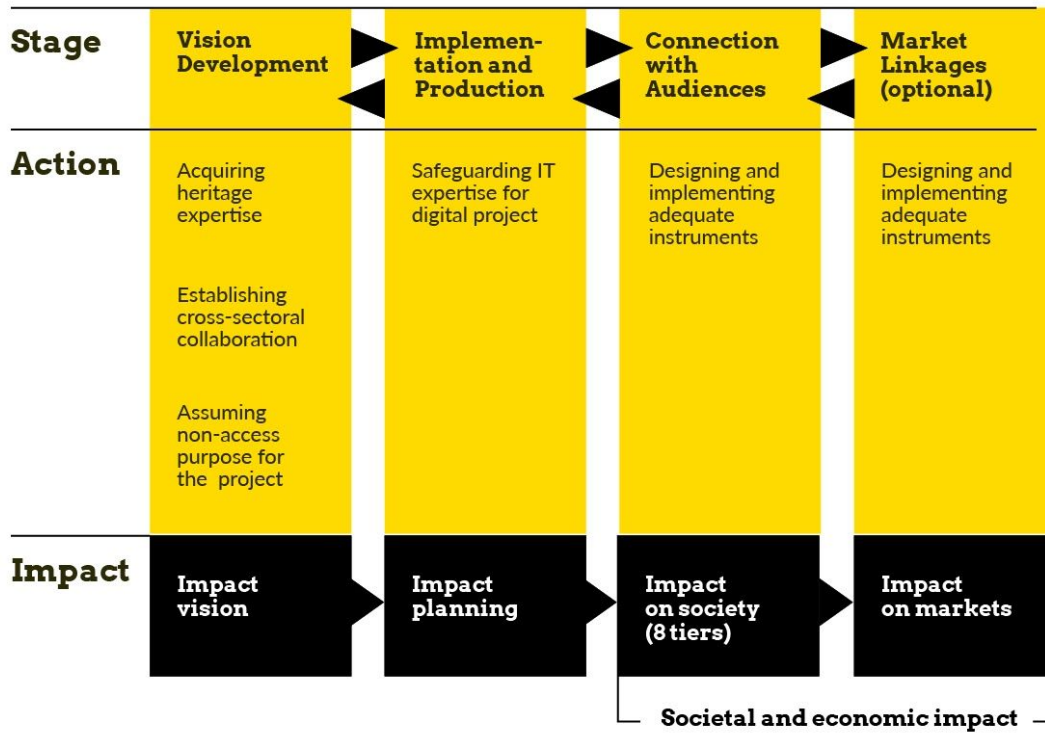 Stage
Vision
Development
Implemen-
tation and
Production
Connection
with
Audiences
Market
Linkages
(optional)
Action
Acquiring
heritage
expertise
Establishing
cross-sectoral
collaboration
Assuming
non-access
purpose for
the project
Safeguarding IT
expertise for
digital project
Designing and
implementing
adequate
instruments
Designing and
implementing
adequate
instruments
Impact
Impact
vision
Impact
planning
Impact
on society
(8 tiers)
Impact
on markets
Societal and economic impact